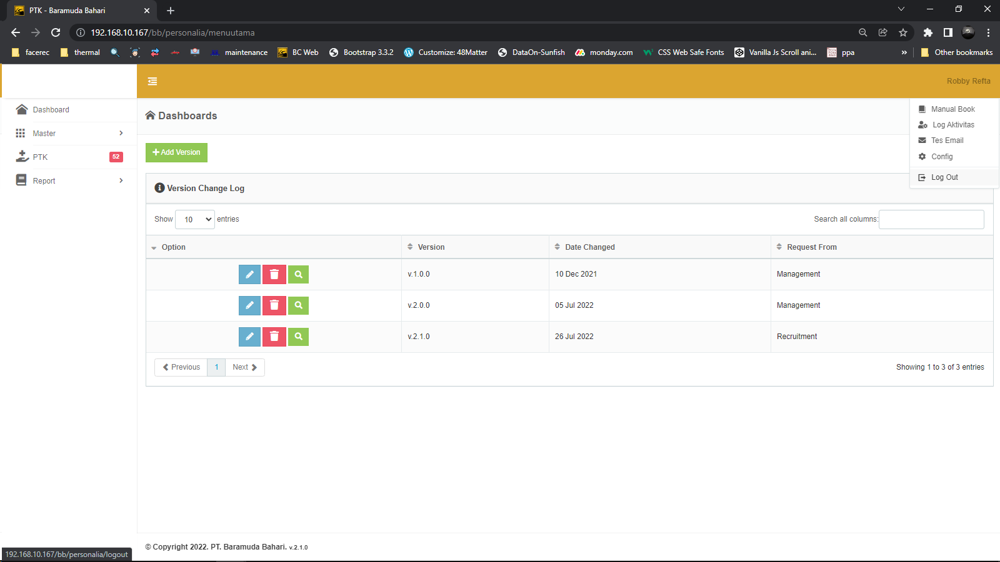 PTK - Baramuda Bahari
192.168.10.167/bb/personalia/menuutama
facerec thermal maintenance BC Web Bootstrap 3.3.2 Customize: 48Matter DataOn-Sunfish monday.com CSS Web Safe Fonts Vanilla Js Scroll ani... ppa » Other bookmarks
Robby Refta
Dashboard
Master
PTK 52
Report
Dashboards
Manual Book
Log Aktivitas
Tes Email
Config
Log Out
Add Version
Version Change Log
Show 10 entries Search all columns:
Option Version Date Changed Request From
v.1.0.0 10 Dec 2021 Management
v.2.0.0 05 Jul 2022 Management
v.2.1.0 26 Jul 2022 Recruitment
Previous 1 Next Showing 1 to 3 of 3 entries
© Copyright 2022. PT. Baramuda Bahari. v.2.1.0
192.168.10.167/bb/personalia/logout